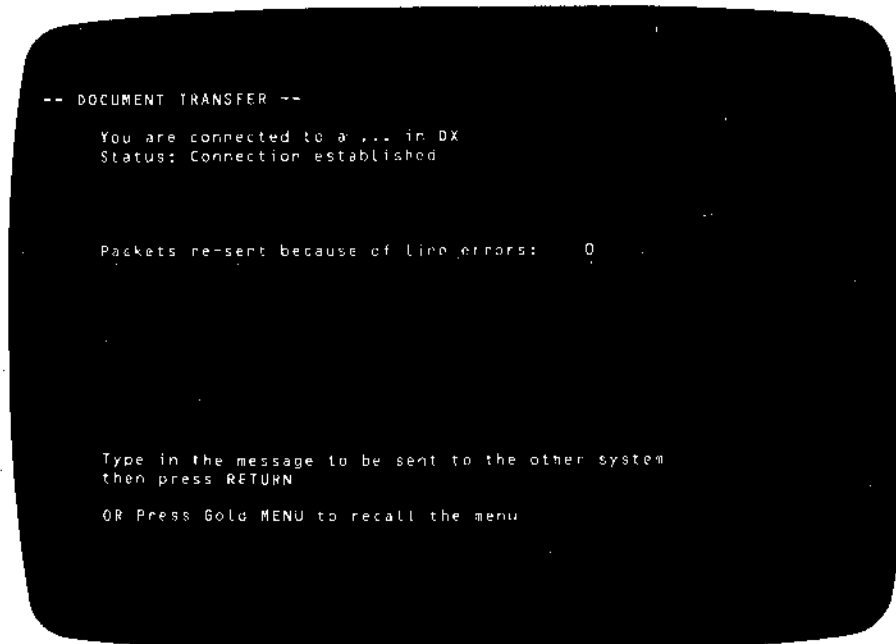 -- DOCUMENT TRANSFER --
You are connected to a ... in DX
Status: Connection established
Packets re-sent because of line errors: 0
Type in the message to be sent to the other system
then press RETURN
OR Press Gold MENU to recall the menu